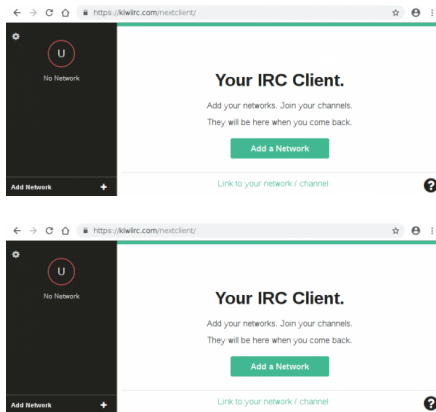 https://kiwiirc.com/nextclient/
U
No Network
Your IRC Client.
Add your networks. Join your channels.
They will be here when you come back.
Add a Network
Link to your network / channel
Add Network +
?
https://kiwiirc.com/nextclient/
U
No Network
Your IRC Client.
Add your networks. Join your channels.
They will be here when you come back.
Add a Network
Link to your network / channel
Add Network +
?